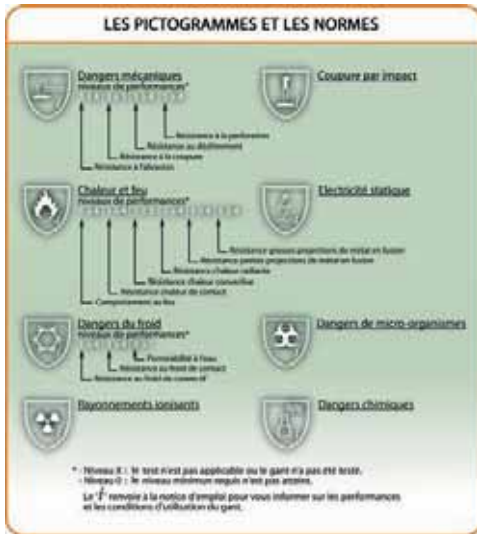 LES PICTOGRAMMES ET LES NORMES
Dangers mécaniques
niveaux de performances*
Résistance à la perforation
Résistance au déchirement
Résistance à la coupure
Résistance à l'abrasion
Coupure par impact
Chaleur et feu
niveaux de performances*
Résistance grosses projections de métal en fusion
Résistance petites projections de métal en fusion
Résistance chaleur radiante
Résistance chaleur convective
Résistance chaleur de contact
Comportement au feu
Electricité statique
Dangers du froid
niveaux de performances*
Perméabilité à l'eau
Résistance au froid de contact
Résistance au froid de convectif
Dangers de micro-organismes
Rayonnements ionisants
Dangers chimiques
* - Niveau X : le test n'est pas applicable ou le gant n'a pas été testé.
- Niveau 0 : le niveau minimum requis n'est pas atteint.
Le "i" renvoie à la notice d'emploi pour vous informer sur les performances
et les conditions d'utilisation du gant.